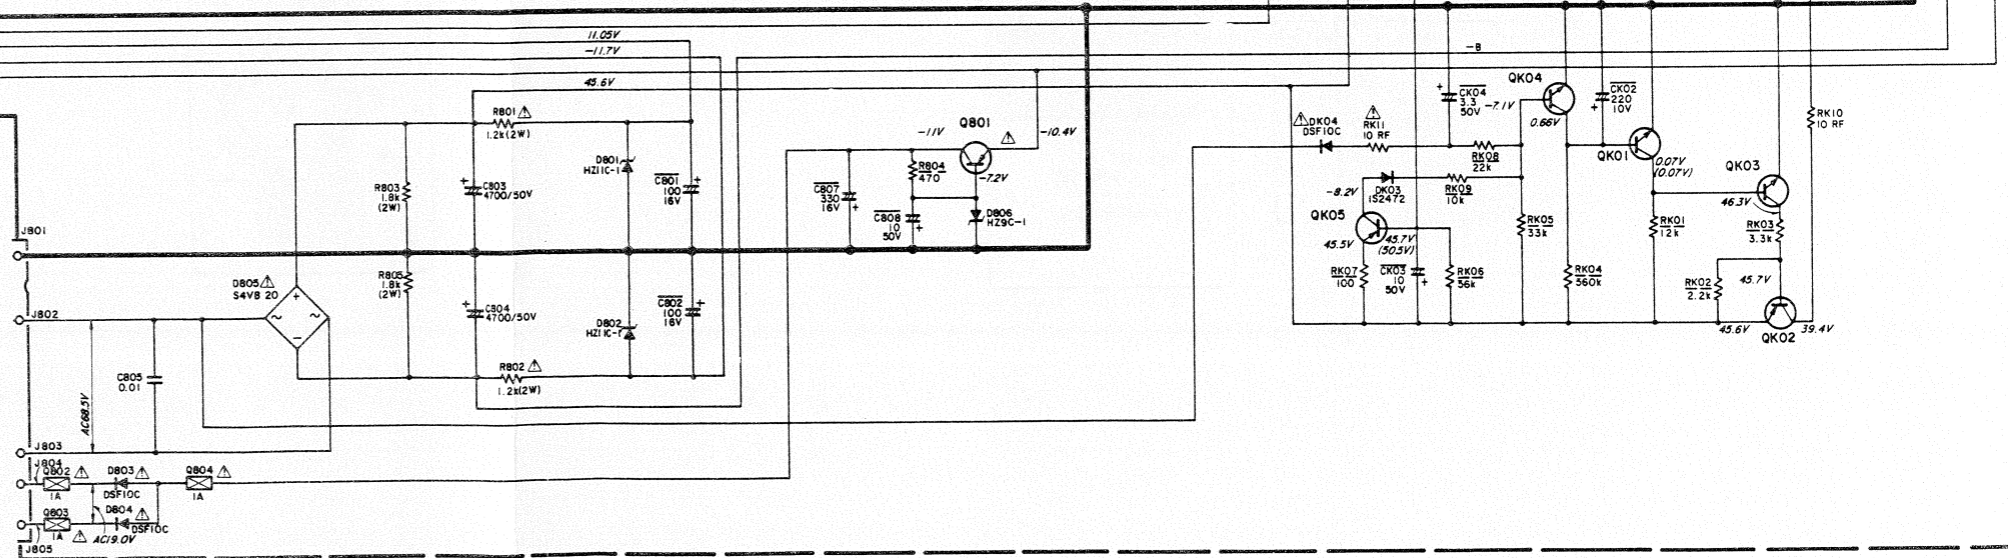 11.05V
-11.7V
45.6V
-B
R801
1.2k(2W)
R803
1.8k
(2W)
C803
4700/50V
D801
HZ11C-1
C801
100
16V
-11V
Q801
-10.4V
R804
470
-7.2V
C807
330
16V
C808
10
50V
D806
HZ9C-1
QK04
CK04
3.3
50V
-7.1V
0.66V
CK02
220
10V
DK04
DSF10C
RK11
10 RF
RK08
22k
QK01
0.07V
(0.07V)
RK10
10 RF
QK03
46.3V
-8.2V
DK03
1S2472
RK09
10k
QK05
45.5V
45.7V
(50.5V)
RK05
33k
RK01
12k
RK03
3.3k
RK07
100
CK03
10
50V
RK06
56k
RK04
560k
RK02
2.2k
45.7V
45.6V
39.4V
QK02
J801
D805
S4VB 20
R805
1.8k
(2W)
C804
4700/50V
D802
HZ11C-1
C802
100
16V
J802
R802
1.2k(2W)
C805
0.01
AC68.5V
J803
J804
Q802
1A
D803
DSF10C
Q804
1A
Q803
1A
D804
DSF10C
AC19.0V
J805